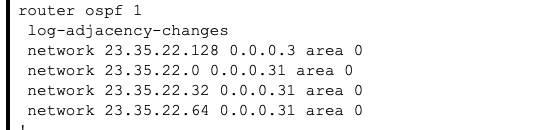 router ospf 1
log-adjacency-changes
network 23.35.22.128 0.0.0.3 area 0
network 23.35.22.0 0.0.0.31 area 0
network 23.35.22.32 0.0.0.31 area 0
network 23.35.22.64 0.0.0.31 area 0